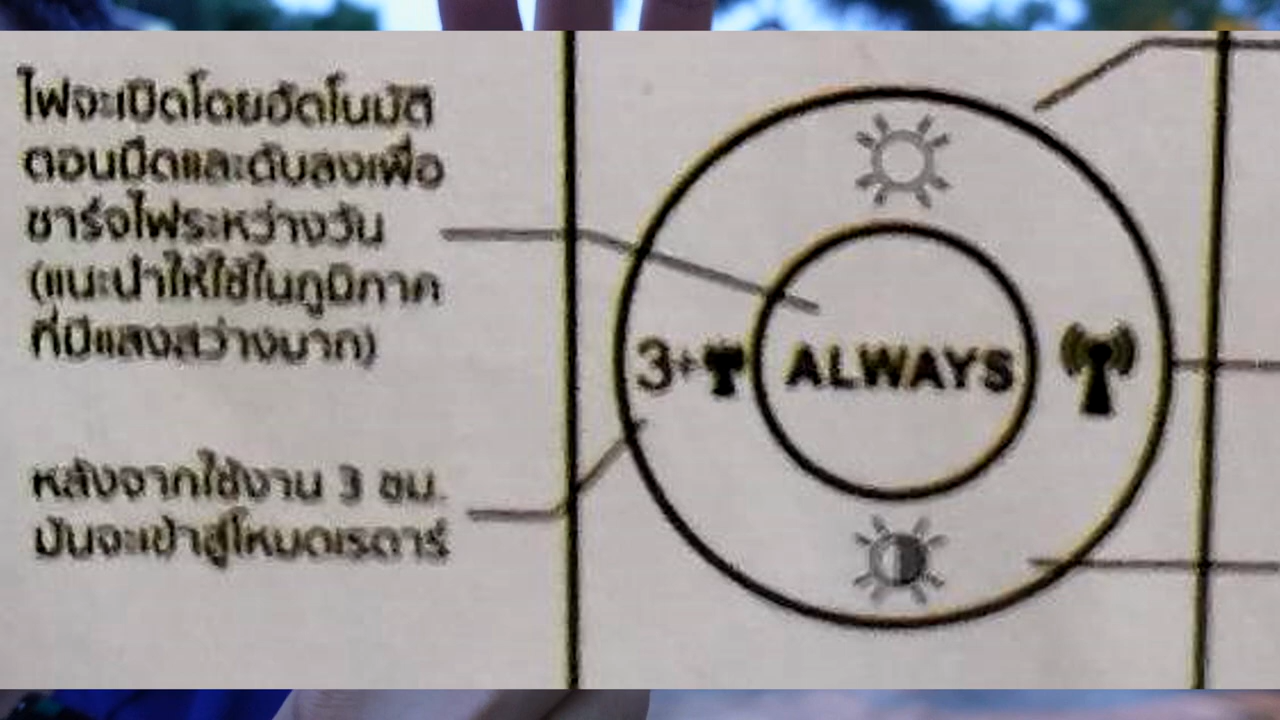 ไฟจะเปิดโดยอัตโนมัติ
ตอนมืดและดับลงเพื่อ
ชาร์จไฟระหว่างวัน
(แนะนำให้ใช้ในภูมิภาค
ที่มีแสงสว่างมาก)
3+
ALWAYS
หลังจากใช้งาน 3 ชม.
มันจะเข้าสู่โหมดเรดาร์